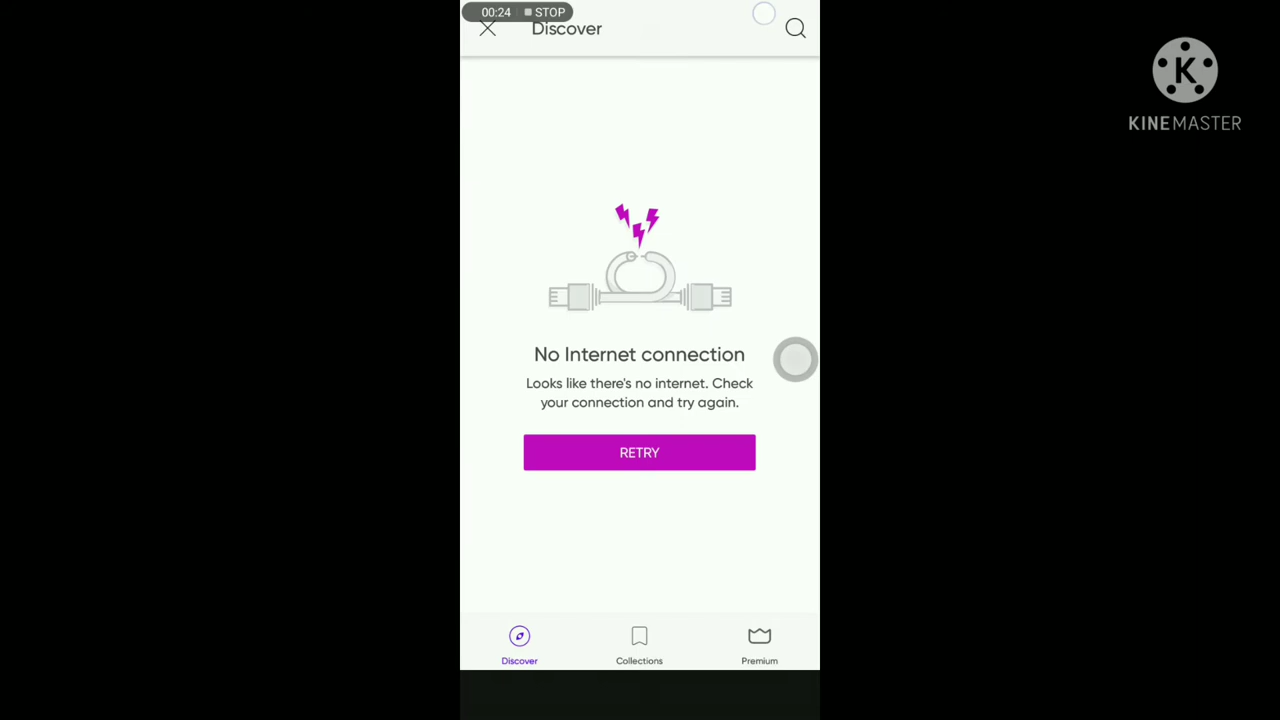 00:24 STOP
Discover
K
KINEMASTER
No Internet connection
Looks like there's no internet. Check
your connection and try again.
RETRY
Discover Collections Premium